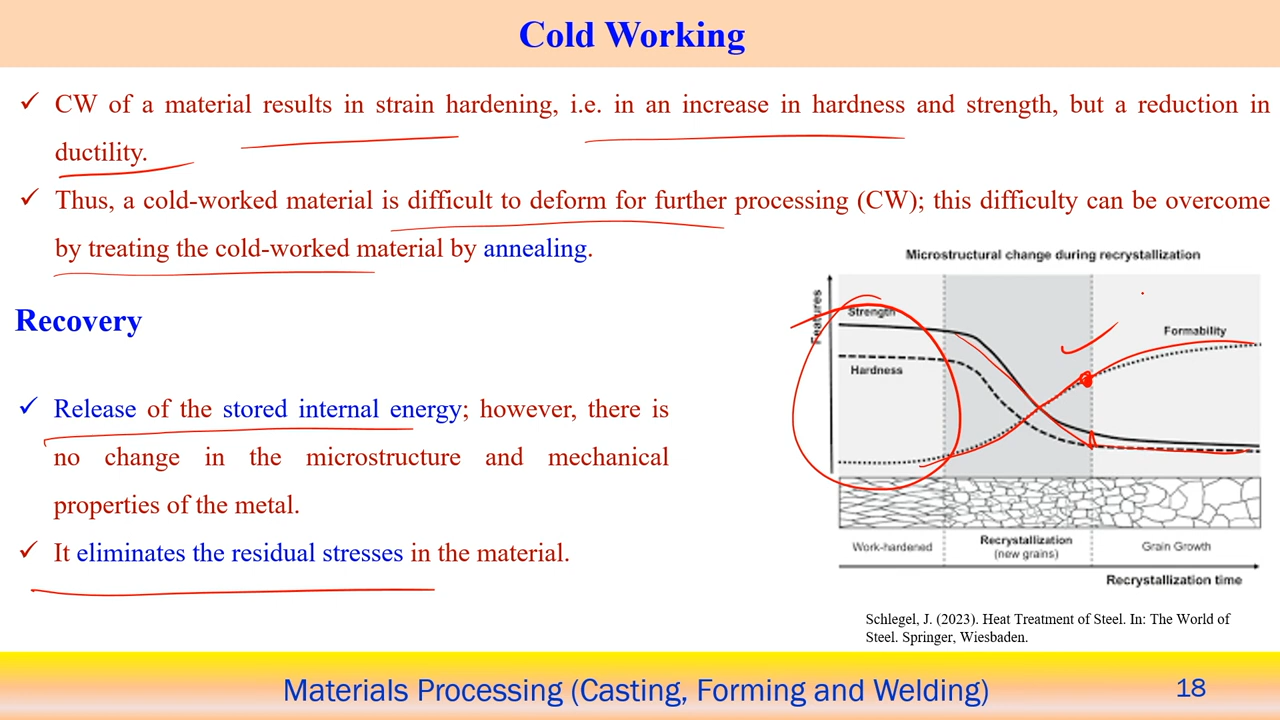 Cold Working
✓ CW of a material results in strain hardening, i.e. in an increase in hardness and strength, but a reduction in
ductility.
✓ Thus, a cold-worked material is difficult to deform for further processing (CW); this difficulty can be overcome
by treating the cold-worked material by annealing.
Recovery
✓ Release of the stored internal energy; however, there is
no change in the microstructure and mechanical
properties of the metal.
✓ It eliminates the residual stresses in the material.
Microstructural change during recrystallization
Features
Strength
Hardness
Formability
Work-hardened
Recrystallization
(new grains)
Grain Growth
Recrystallization time
Schlegel, J. (2023). Heat Treatment of Steel. In: The World of
Steel. Springer, Wiesbaden.
Materials Processing (Casting, Forming and Welding)
18